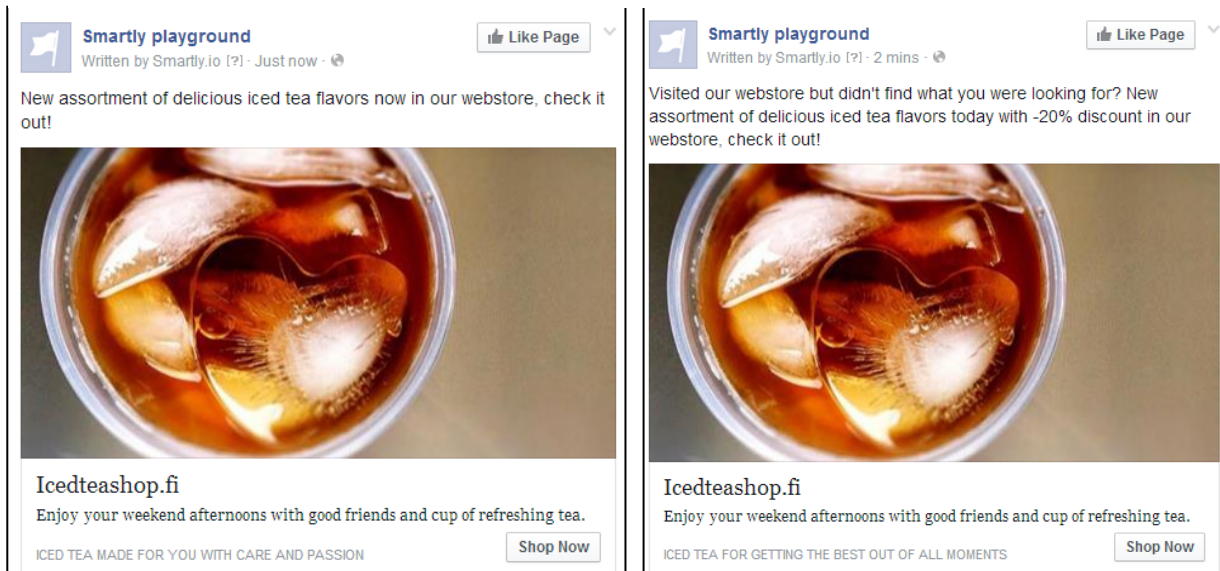 Smartly playground
Like Page
Written by Smartly.io [?] · Just now ·
New assortment of delicious iced tea flavors now in our webstore, check it
out!
Icedteashop.fi
Enjoy your weekend afternoons with good friends and cup of refreshing tea.
ICED TEA MADE FOR YOU WITH CARE AND PASSION
Shop Now
Smartly playground
Like Page
Written by Smartly.io [?] · 2 mins ·
Visited our webstore but didn't find what you were looking for? New
assortment of delicious iced tea flavors today with -20% discount in our
webstore, check it out!
Icedteashop.fi
Enjoy your weekend afternoons with good friends and cup of refreshing tea.
ICED TEA FOR GETTING THE BEST OUT OF ALL MOMENTS
Shop Now